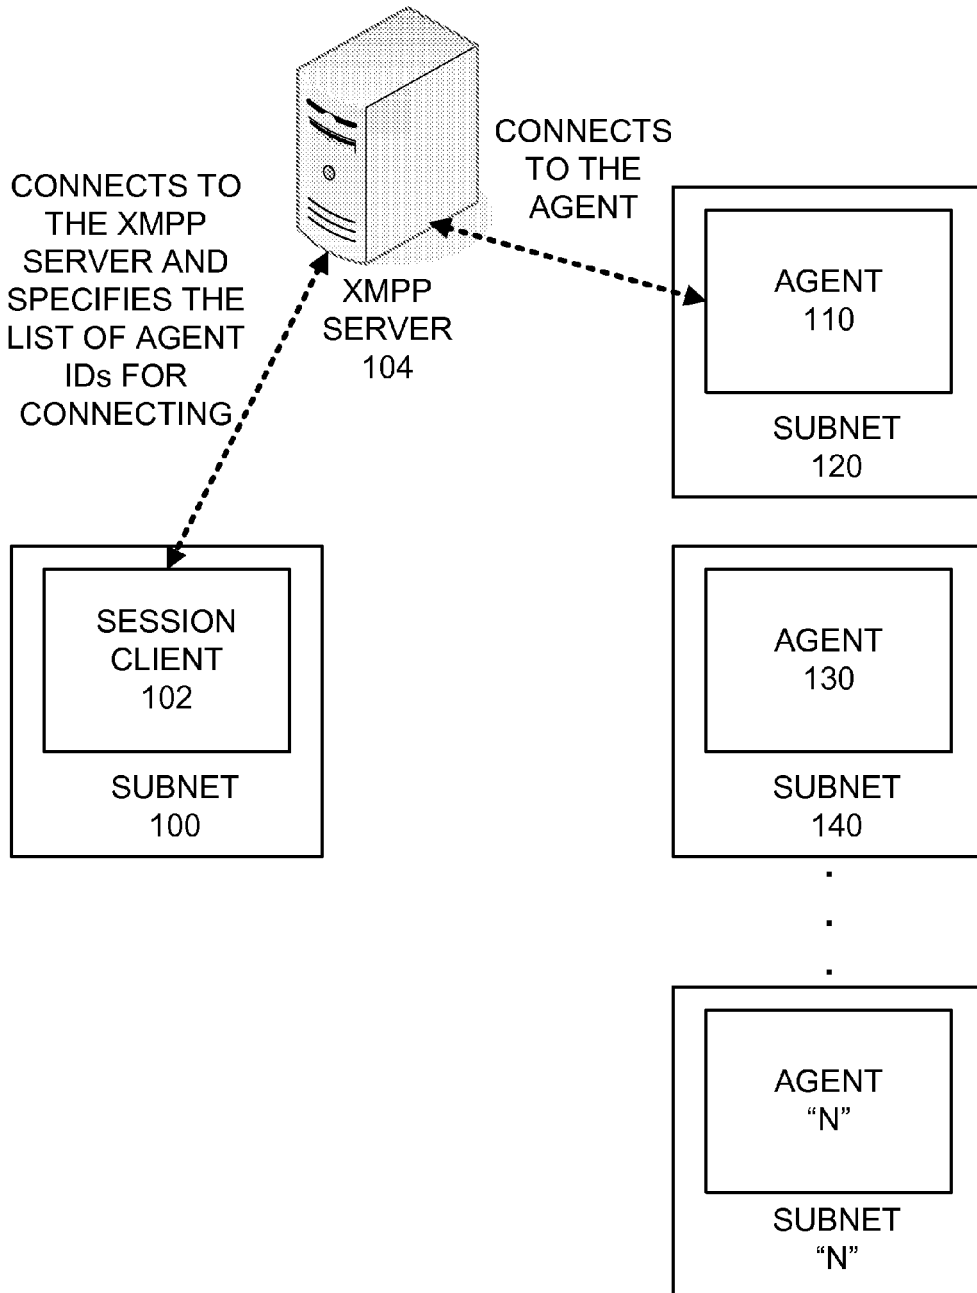 CONNECTS TO
THE XMPP
SERVER AND
SPECIFIES THE
LIST OF AGENT
IDs FOR
CONNECTING
XMPP
SERVER
104
CONNECTS
TO THE
AGENT
AGENT
110
SUBNET
120
SESSION
CLIENT
102
SUBNET
100
AGENT
130
SUBNET
140
AGENT
“N”
SUBNET
“N”